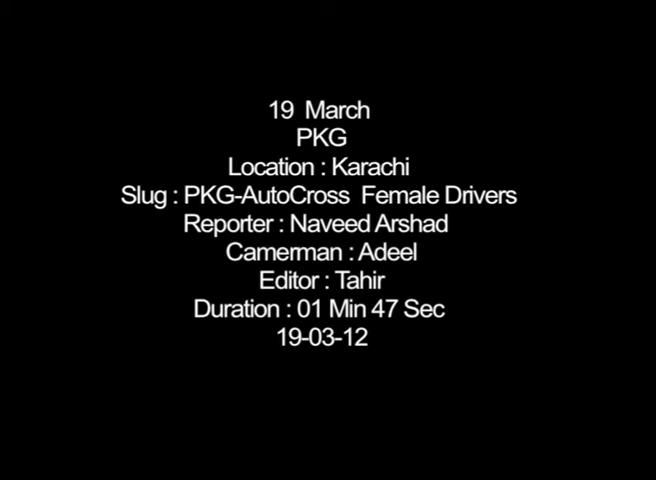 19 March
PKG
Location : Karachi
Slug : PKG-AutoCross Female Drivers
Reporter : Naveed Arshad
Camerman : Adeel
Editor : Tahir
Duration : 01 Min 47 Sec
19-03-12